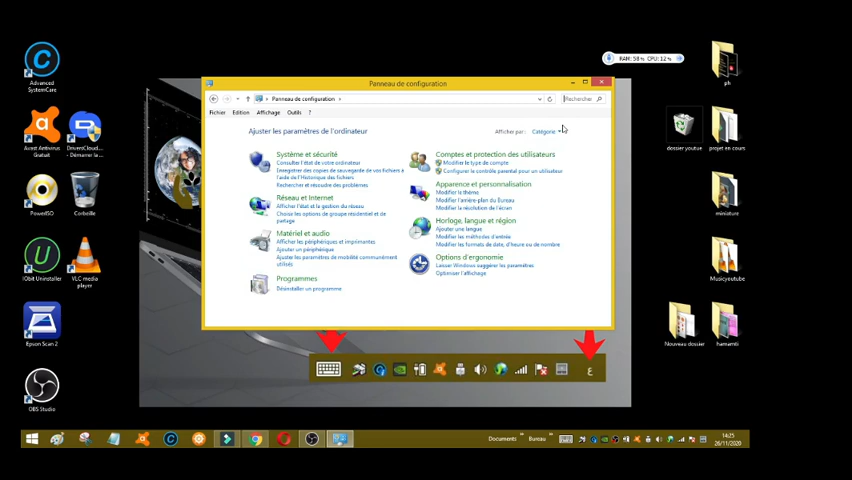 Advanced
SystemCare
Avast Antivirus
Gratuit
DriversCloud...
- Démarrer la...
PowerISO
Corbeille
IObit Uninstaller
VLC media
player
Epson Scan 2
OBS Studio
Panneau de configuration
Panneau de configuration
Rechercher
Fichier Edition Affichage Outils ?
Ajuster les paramètres de l'ordinateur
Afficher par : Catégorie
Système et sécurité
Consulter l'état de votre ordinateur
Enregistrer des copies de sauvegarde de vos fichiers à
l'aide de l'Historique des fichiers
Rechercher et résoudre des problèmes
Réseau et Internet
Afficher l'état et la gestion du réseau
Choisir les options de groupe résidentiel et de
partage
Matériel et audio
Afficher les périphériques et imprimantes
Ajouter un périphérique
Ajuster les paramètres de mobilité communément
utilisés
Programmes
Désinstaller un programme
Comptes et protection des utilisateurs
Modifier le type de compte
Configurer le contrôle parental pour un utilisateur
Apparence et personnalisation
Modifier le thème
Modifier l'arrière-plan du Bureau
Modifier la résolution de l'écran
Horloge, langue et région
Ajouter une langue
Modifier les méthodes d'entrée
Modifier les formats de date, d'heure ou de nombre
Options d'ergonomie
Laisser Windows suggérer les paramètres
Optimiser l'affichage
RAM: 58% CPU: 12%
ph
dossier youtue
projet en cours
miniature
Musicyoutube
Nouveau dossier
hamamti
ع
Documents
Bureau
14:25
26/11/2020